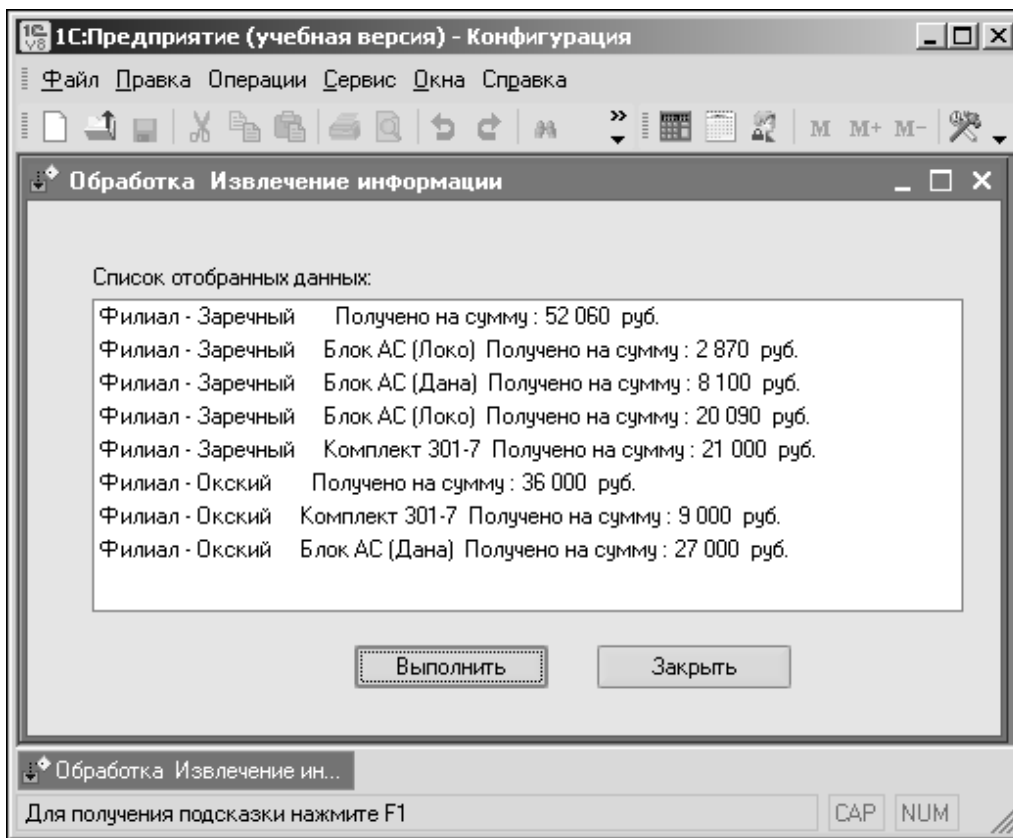 1С:Предприятие (учебная версия) - Конфигурация
Файл Правка Операции Сервис Окна Справка
M M+ M-
Обработка Извлечение информации
Список отобранных данных:
Филиал - Заречный Получено на сумму : 52 060 руб.
Филиал - Заречный Блок АС (Локо) Получено на сумму : 2 870 руб.
Филиал - Заречный Блок АС (Дана) Получено на сумму : 8 100 руб.
Филиал - Заречный Блок АС (Локо) Получено на сумму : 20 090 руб.
Филиал - Заречный Комплект 301-7 Получено на сумму : 21 000 руб.
Филиал - Окский Получено на сумму : 36 000 руб.
Филиал - Окский Комплект 301-7 Получено на сумму : 9 000 руб.
Филиал - Окский Блок АС (Дана) Получено на сумму : 27 000 руб.
Выполнить Закрыть
Обработка Извлечение ин...
Для получения подсказки нажмите F1 CAP NUM